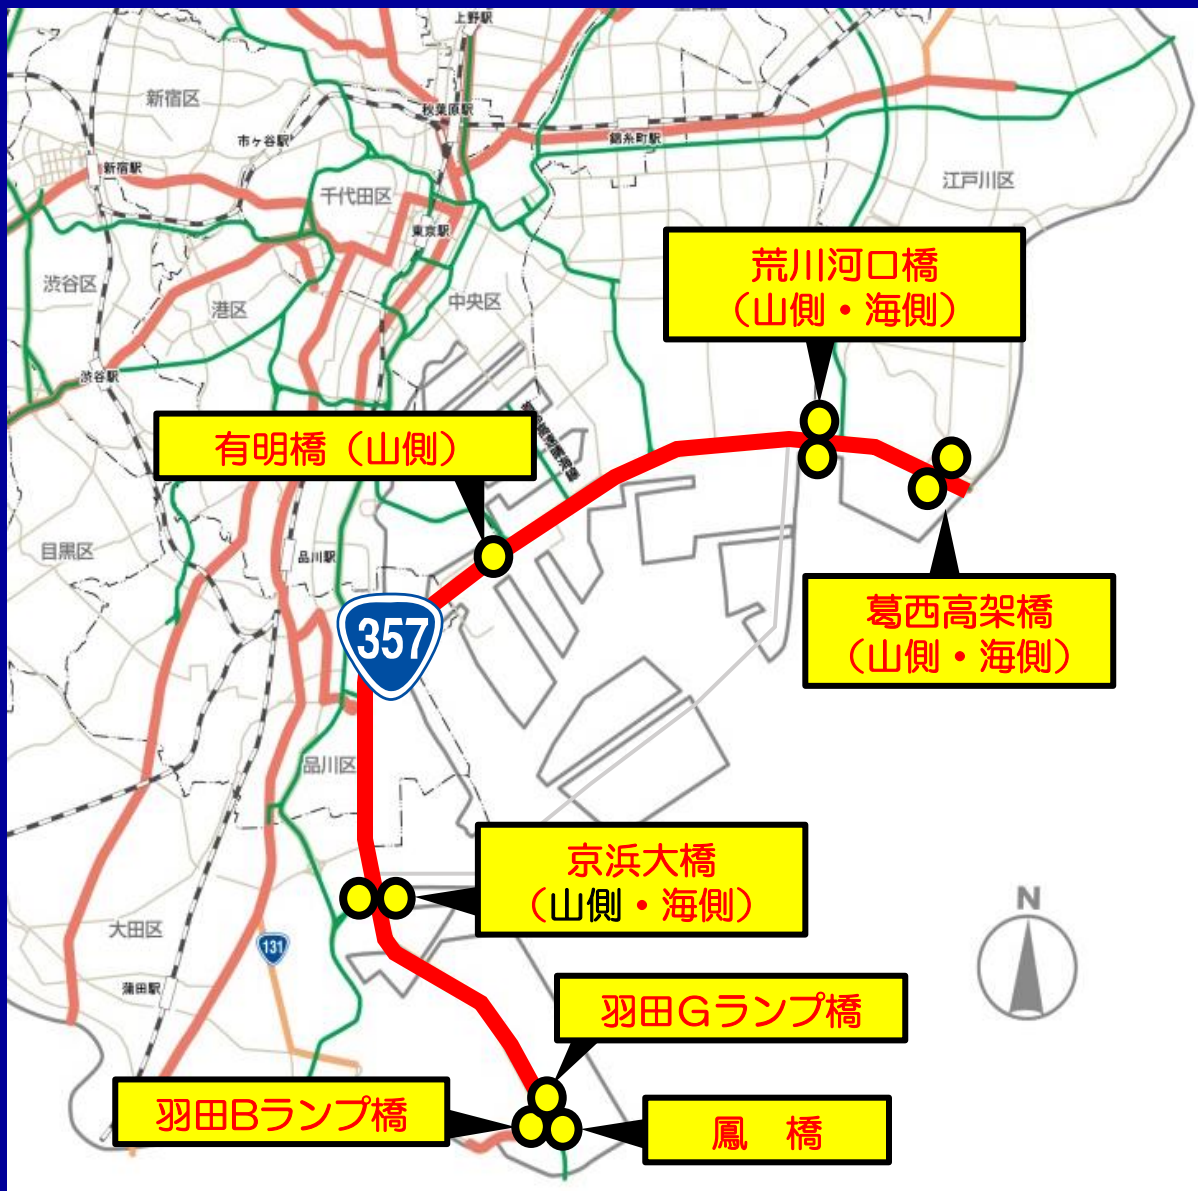 上野駅
新宿区
秋葉原駅
市ヶ谷駅
錦糸町駅
新宿駅
千代田区
江戸川区
東京駅
荒川河口橋
（山側・海側）
渋谷区
港区
中央区
渋谷駅
有明橋（山側）
目黒区
品川駅
葛西高架橋
（山側・海側）
357
品川区
京浜大橋
（山側・海側）
N
大田区
131
蒲田駅
羽田Gランプ橋
羽田Bランプ橋
鳳　橋